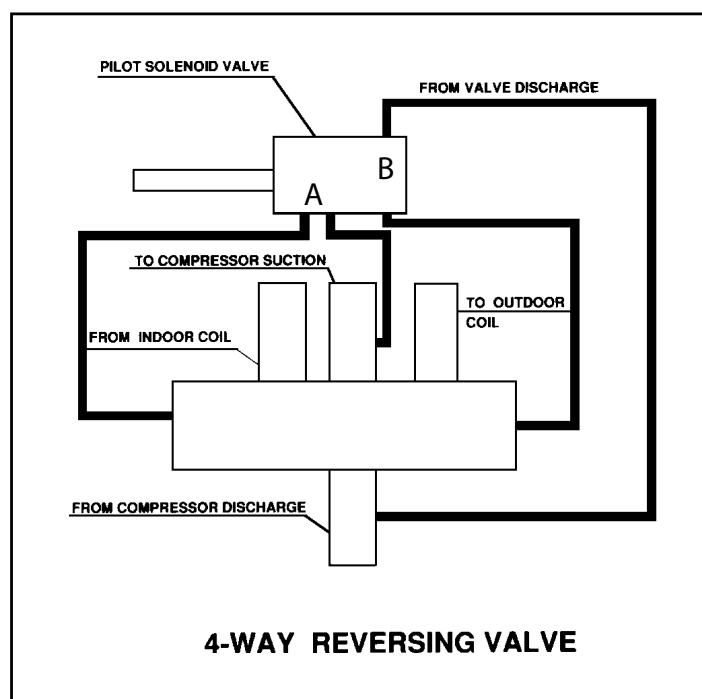 PILOT SOLENOID VALVE
FROM VALVE DISCHARGE
B
A
TO COMPRESSOR SUCTION
TO OUTDOOR
COIL
FROM INDOOR COIL
FROM COMPRESSOR DISCHARGE
4-WAY REVERSING VALVE